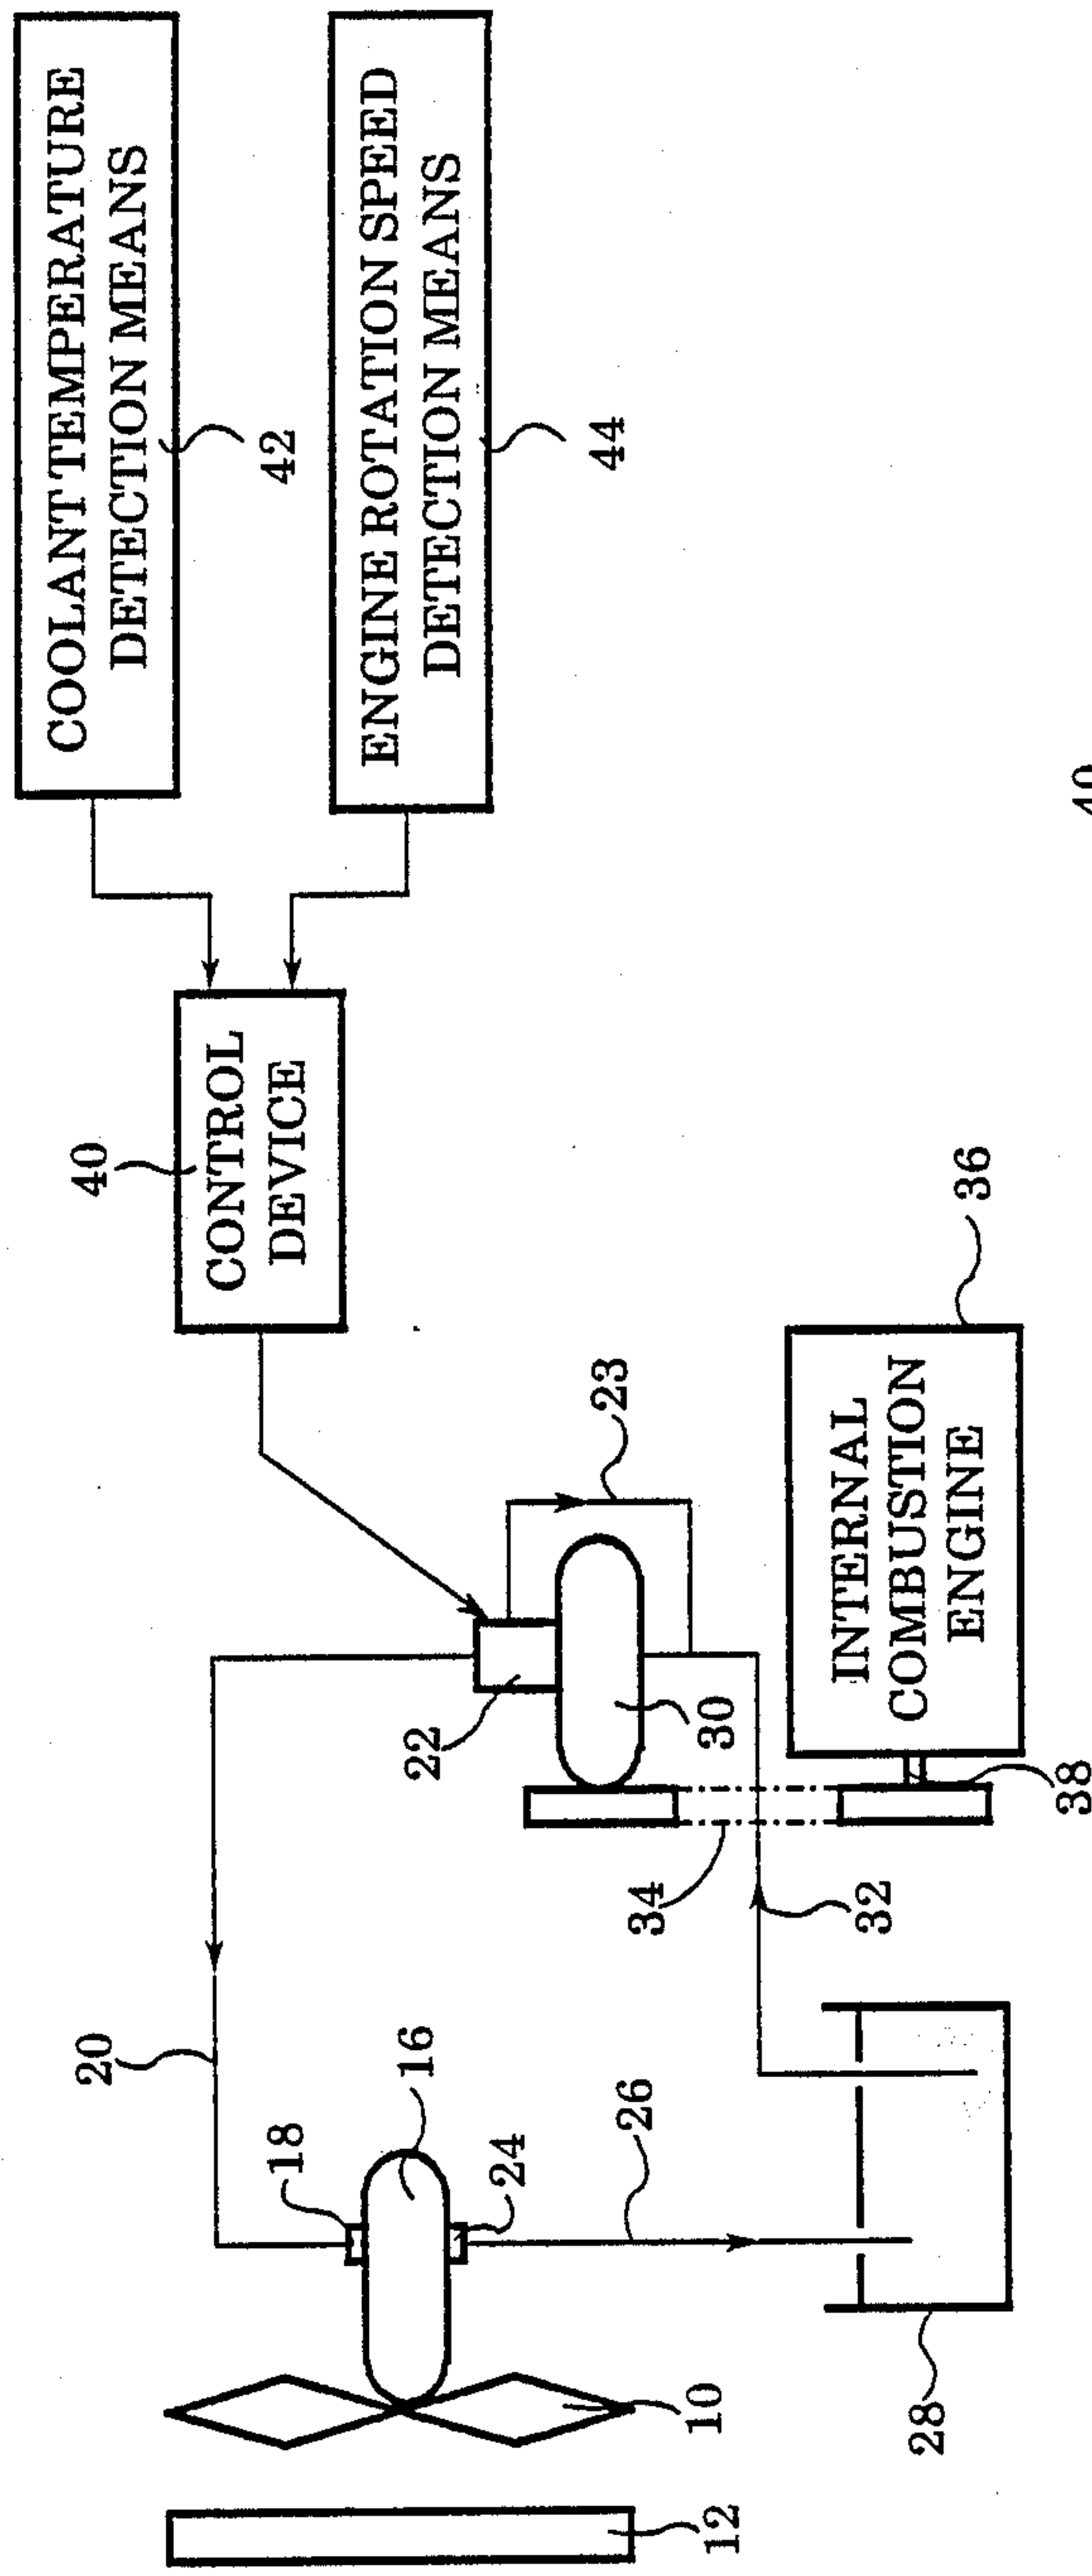 COOLANT TEMPERATURE
DETECTION MEANS
42
ENGINE ROTATION SPEED
DETECTION MEANS
44
40
CONTROL
DEVICE
20
18
16
24
26
22
23
30
34
32
INTERNAL
COMBUSTION
ENGINE
36
38
12
10
28
40